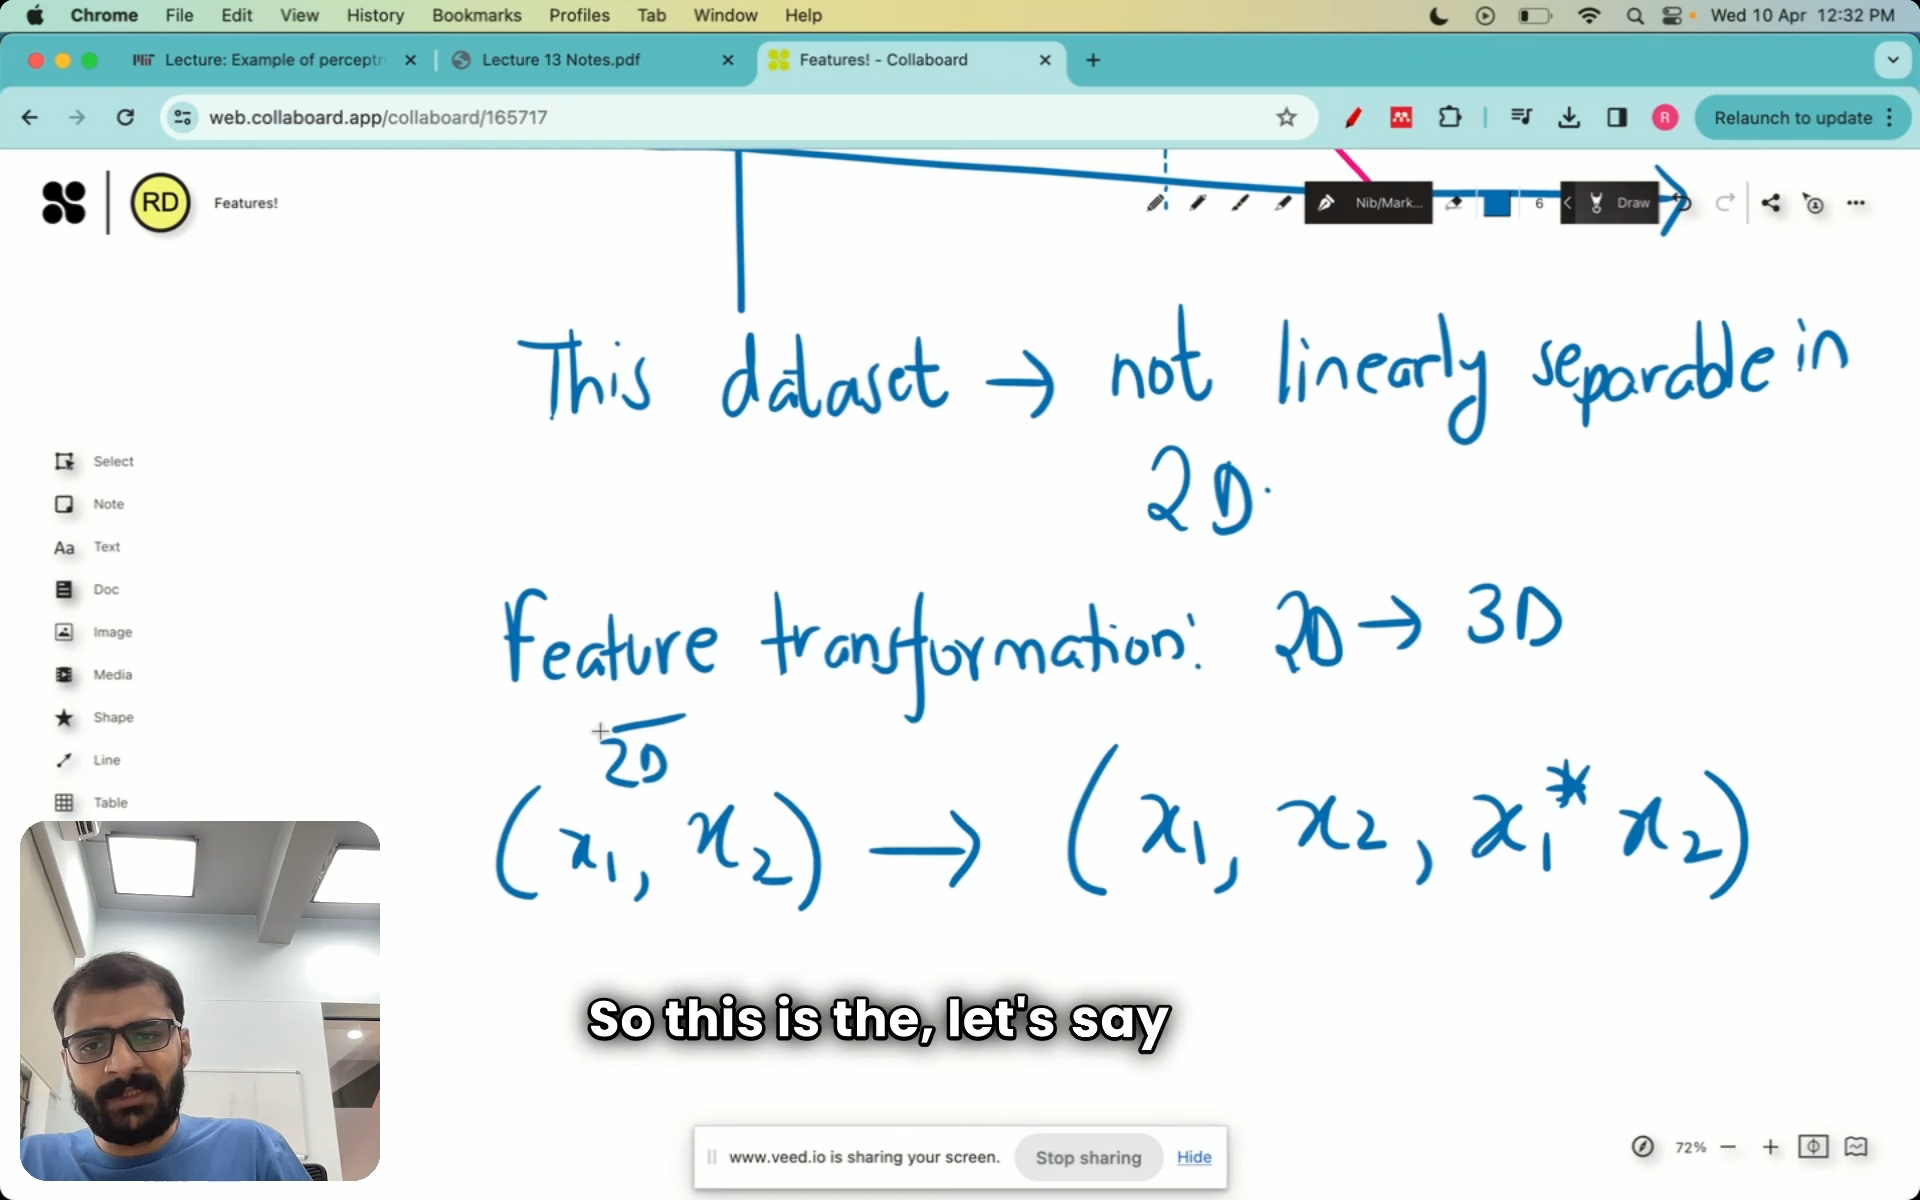 Chrome File Edit View History Bookmarks Profiles Tab Window Help Wed 10 Apr 12:32 PM
Lecture: Example of perceptr Lecture 13 Notes.pdf Features! - Collaboard
web.collaboard.app/collaboard/165717 R Relaunch to update
RD Features! Nib/Mark... 6 Draw
This dataset → not linearly separable in
2D.
Select
Note
Aa Text
Doc
Image
Media
Shape
Line
Table
Feature transformation: 2D → 3D
2D
(x1, x2) → (x1, x2, x1* x2)
So this is the, let's say
www.veed.io is sharing your screen. Stop sharing Hide
72%